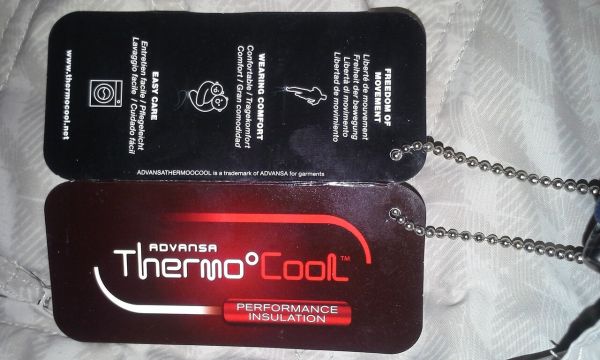 FREEDOM OF
MOVEMENT
Liberté de mouvement
Freiheit der bewegung
Libertà di movimento
Libertad de movimiento
WEARING COMFORT
Confortable / Tragekomfort
Comfort / Gran comodidad
EASY CARE
Entretien facile / Pflegeleicht
Lavaggio facile / Cuidado fácil
www.thermocool.net
ADVANSATHERMOCOOL is a trademark of ADVANSA for garments
ADVANSA
Thermo°Cool™
PERFORMANCE
INSULATION